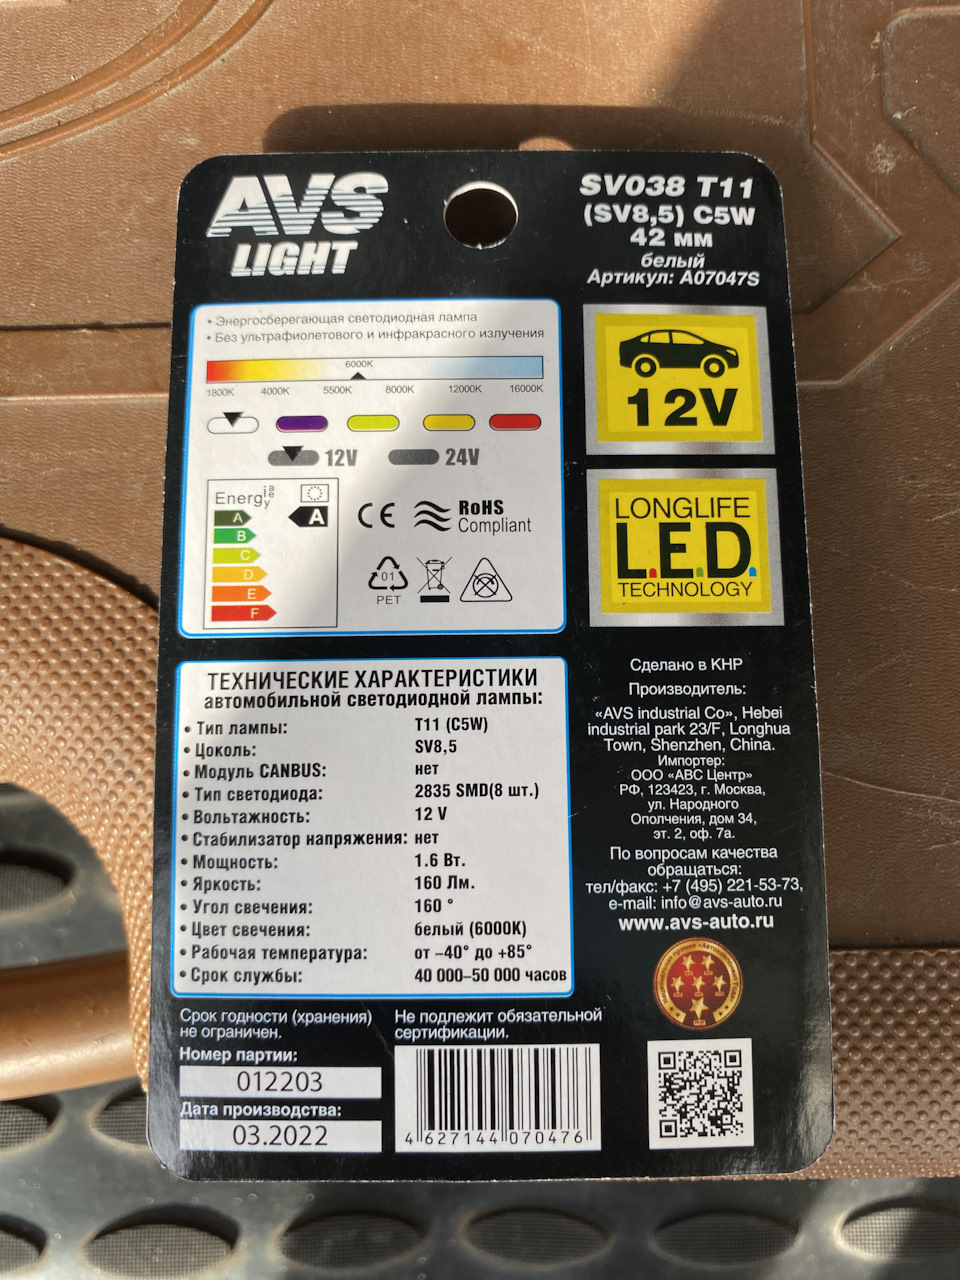 AVS
LIGHT
SV038 T11
(SV8,5) C5W
42 мм
белый
Артикул: A07047S
• Энергосберегающая светодиодная лампа
• Без ультрафиолетового и инфракрасного излучения
6000K
1800K 4000K 5500K 8000K 12000K 16000K
12V 24V
Energie
y
a
A
A
B
C
D
E
F
CE
RoHS
Compliant
01
PET
12V
LONGLIFE
L.E.D.
TECHNOLOGY
ТЕХНИЧЕСКИЕ ХАРАКТЕРИСТИКИ
автомобильной светодиодной лампы:
• Тип лампы: T11 (C5W)
• Цоколь: SV8,5
• Модуль CANBUS: нет
• Тип светодиода: 2835 SMD(8 шт.)
• Вольтажность: 12 V
• Стабилизатор напряжения: нет
• Мощность: 1.6 Вт.
• Яркость: 160 Лм.
• Угол свечения: 160 °
• Цвет свечения: белый (6000K)
• Рабочая температура: от –40° до +85°
• Срок службы: 40 000–50 000 часов
Сделано в КНР
Производитель:
«AVS industrial Co», Hebei
industrial park 23/F, Longhua
Town, Shenzhen, China.
Импортер:
ООО «АВС Центр»
РФ, 123423, г. Москва,
ул. Народного
Ополчения, дом 34,
эт. 2, оф. 7а.
По вопросам качества
обращаться:
тел/факс: +7 (495) 221-53-73,
e-mail: info@avs-auto.ru
www.avs-auto.ru
Срок годности (хранения)
не ограничен.
Номер партии:
012203
Дата производства:
03.2022
Не подлежит обязательной
сертификации.
4 627144 070476